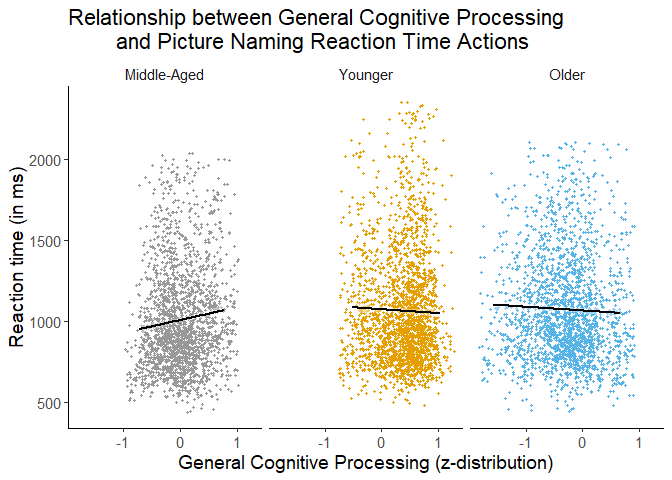 Relationship between General Cognitive Processing
and Picture Naming Reaction Time Actions
Middle-Aged
Younger
Older
Reaction time (in ms)
2000
1500
1000
500
-1 0 1
-1 0 1
-1 0 1
General Cognitive Processing (z-distribution)